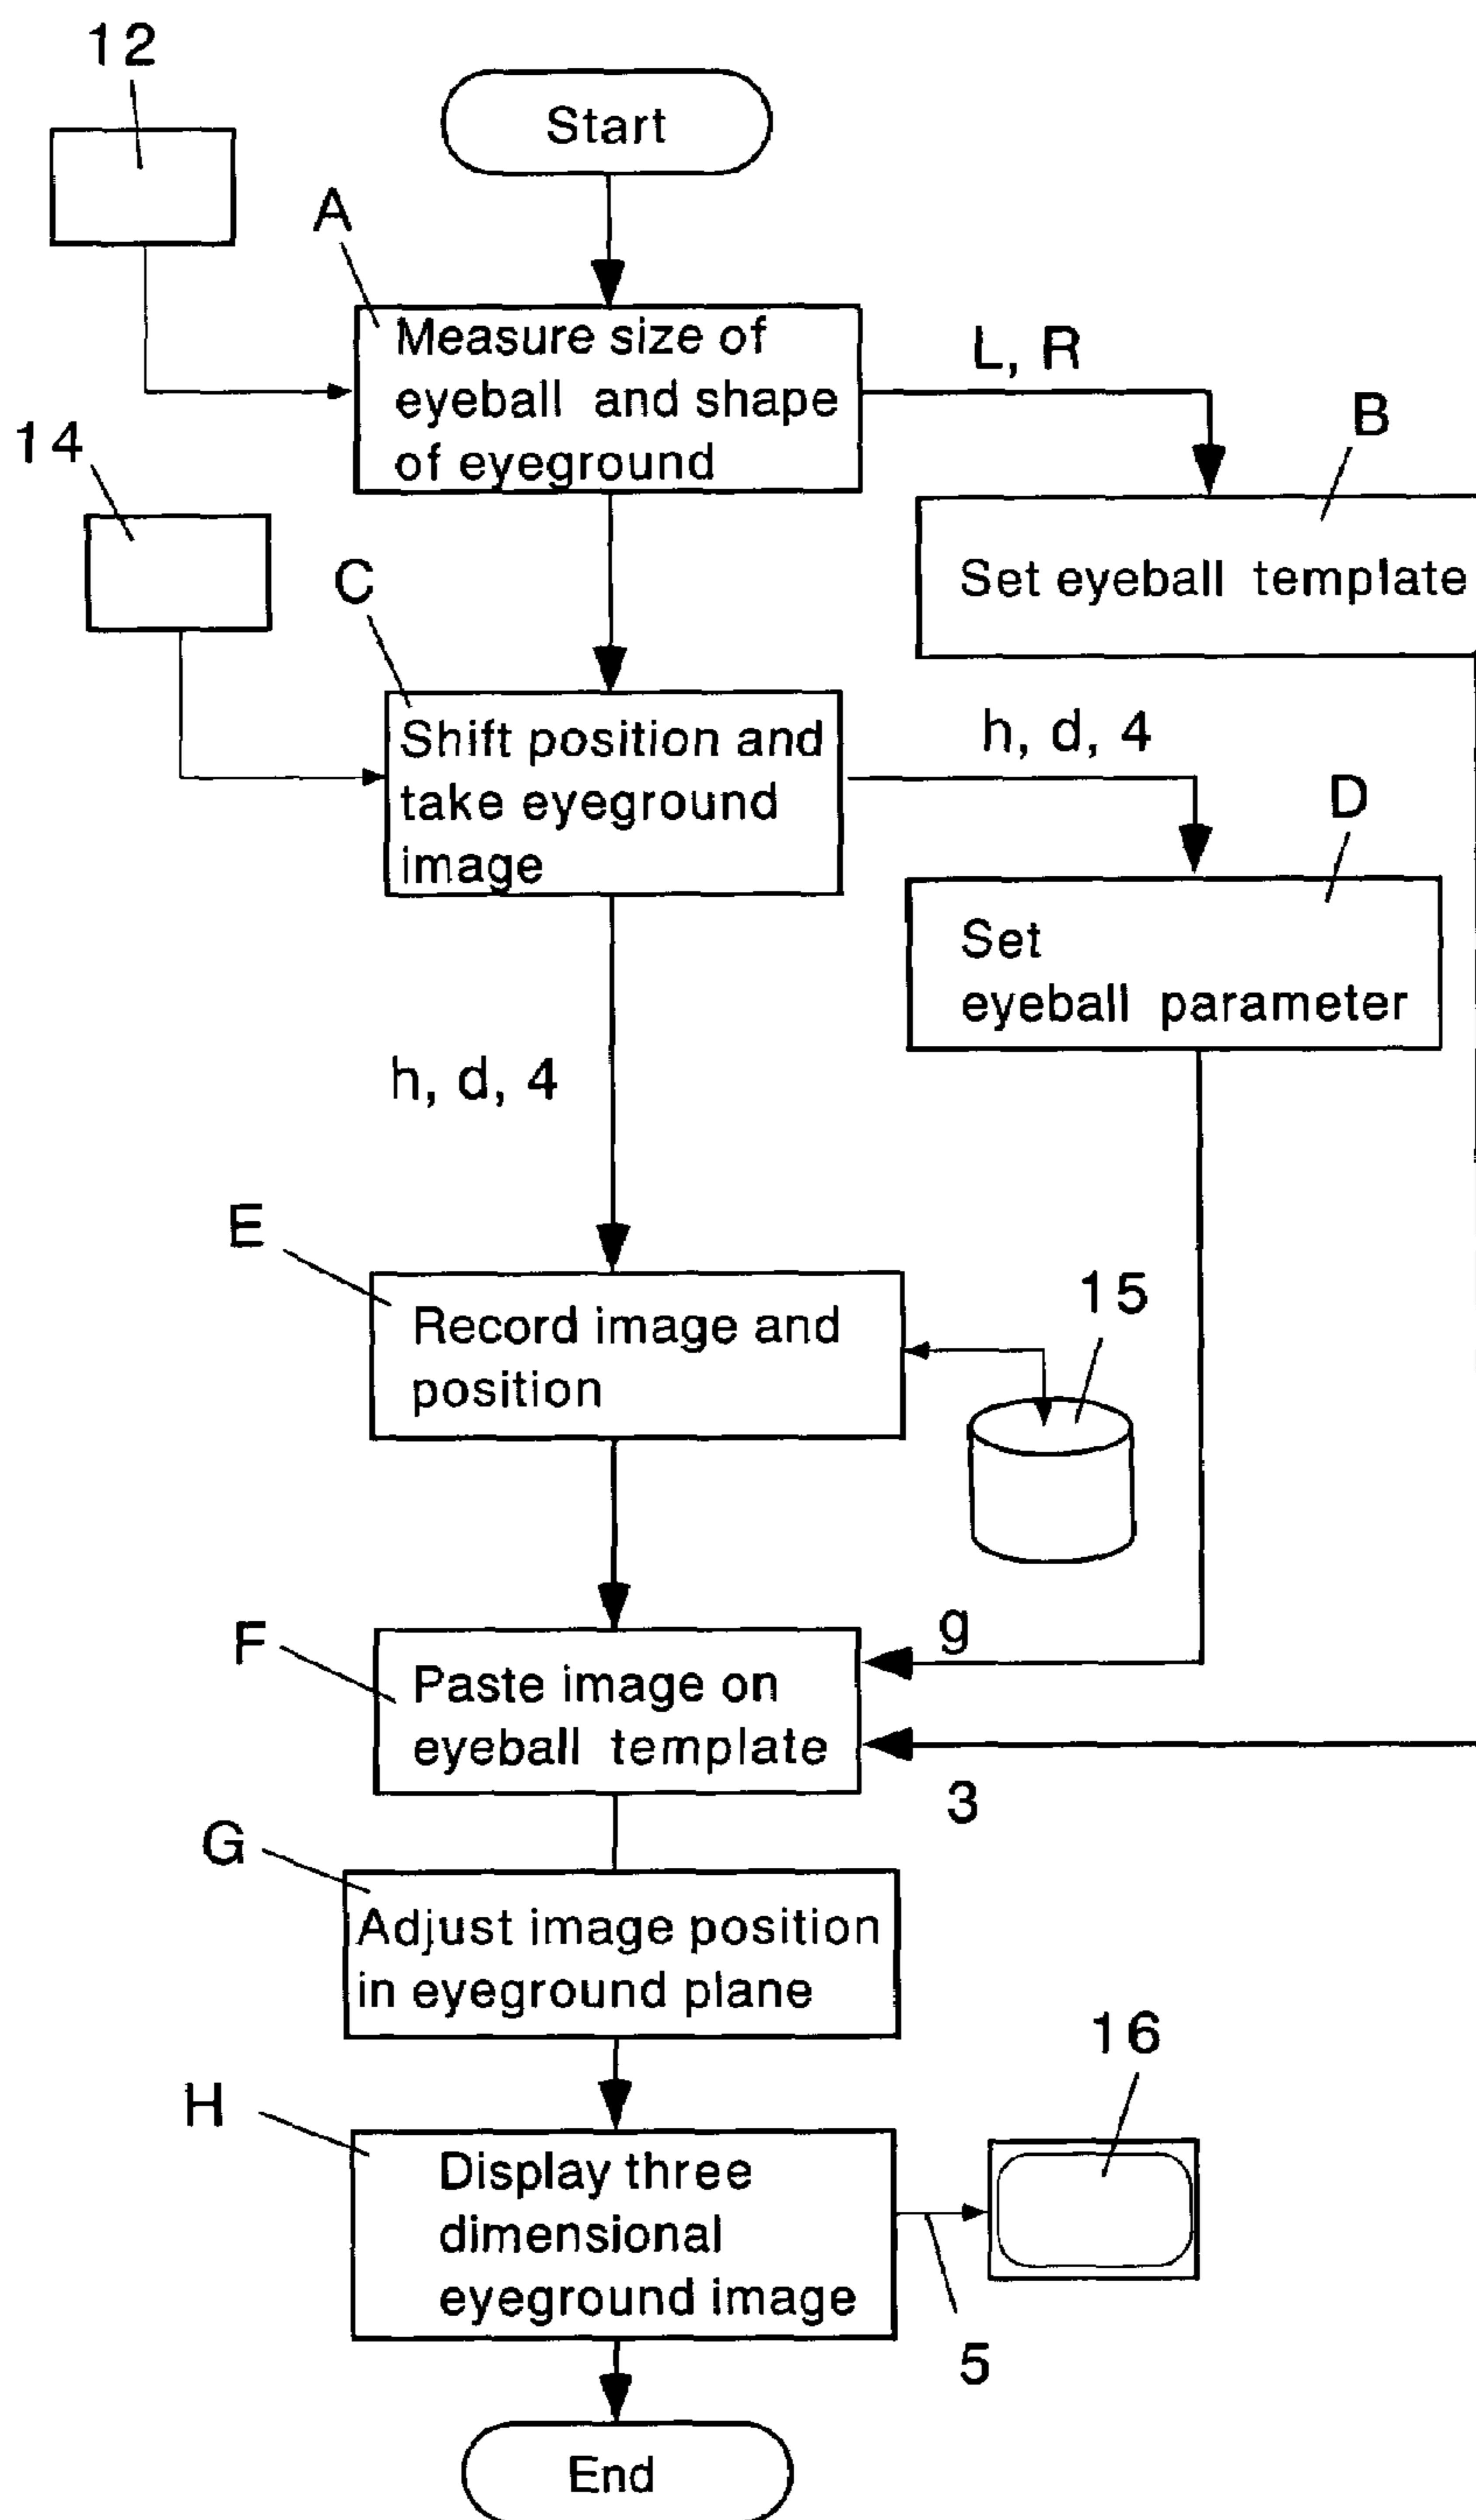 12
Start
A
Measure size of
eyeball and shape
of eyeground
L, R
B
Set eyeball template
14
C
Shift position and
take eyeground
image
h, d, 4
D
Set
eyeball parameter
h, d, 4
E
Record image and
position
15
F
Paste image on
eyeball template
g
3
G
Adjust image position
in eyeground plane
16
H
Display three
dimensional
eyeground image
5
End